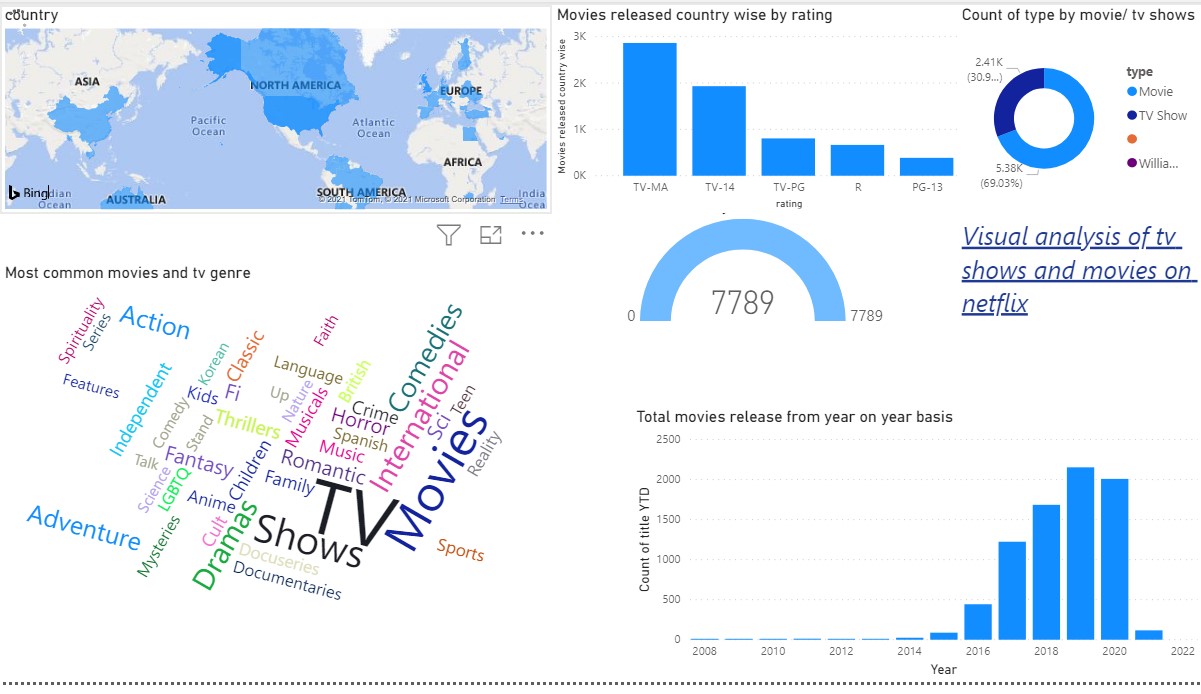 country
ASIA
NORTH AMERICA
EUROPE
Pacific
Ocean
Atlantic
Ocean
AFRICA
SOUTH AMERICA
AUSTRALIA
Bing
Ocean
India
Ocean
© 2021 TomTom, © 2021 Microsoft Corporation Terms
Movies released country wise by rating
Movies released country wise
3K
2K
1K
0K
TV-MA
TV-14
TV-PG
R
PG-13
rating
Count of type by movie/ tv shows
2.41K
(30.9...)
5.38K
(69.03%)
type
Movie
TV Show
Willia...
7789
0
7789
Visual analysis of tv
shows and movies on
netflix
Most common movies and tv genre
Spirituality
Series
Action
Features
Independent
Korean
Classic
Faith
Language
British
Comedies
Kids
Fi
Up
Nature
Musicals
Crime
International
Teen
Comedy
Stand
Thrillers
Horror
Sci
Spanish
Music
Movies
Reality
Talk
Fantasy
Children
Romantic
Science
LGBTQ
Anime
Family
TV
Adventure
Mysteries
Cult
Dramas
Shows
Docuseries
Documentaries
Sports
Total movies release from year on year basis
Count of title YTD
2500
2000
1500
1000
500
0
2008
2010
2012
2014
2016
2018
2020
2022
Year